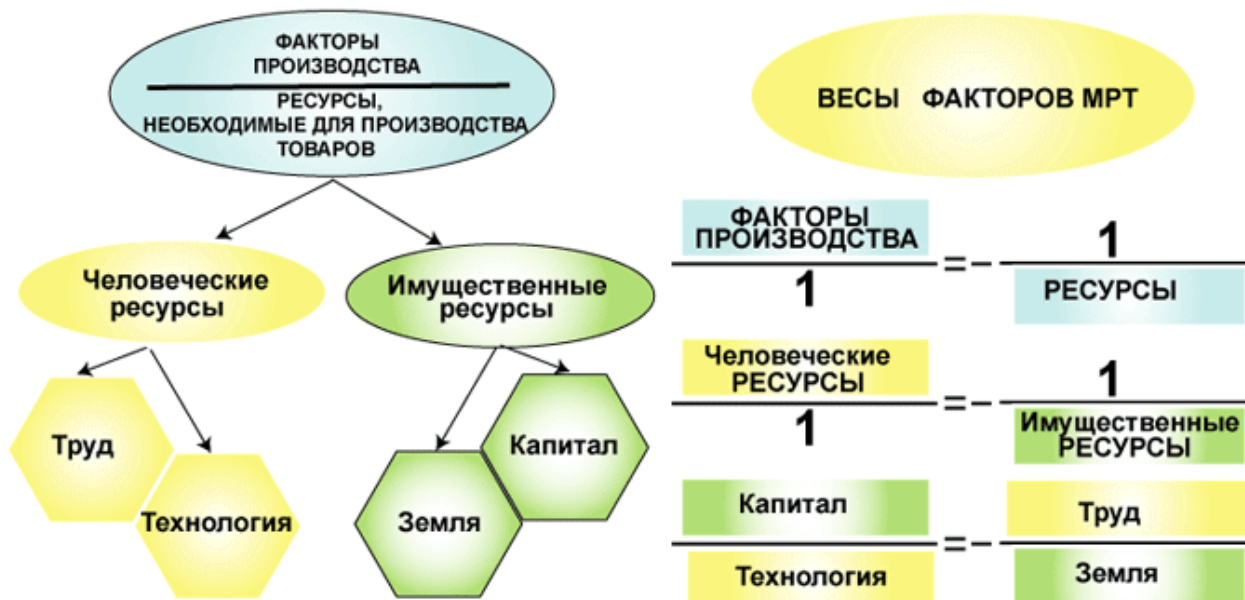 ФАКТОРЫ
ПРОИЗВОДСТВА
РЕСУРСЫ,
НЕОБХОДИМЫЕ ДЛЯ ПРОИЗВОДСТВА
ТОВАРОВ
Человеческие
ресурсы
Имущественные
ресурсы
Труд
Технология
Земля
Капитал
ВЕСЫ ФАКТОРОВ МРТ
ФАКТОРЫ
ПРОИЗВОДСТВА
1
=-
1
РЕСУРСЫ
Человеческие
РЕСУРСЫ
1
=-
1
Имущественные
РЕСУРСЫ
Капитал
Технология
=-
Труд
Земля